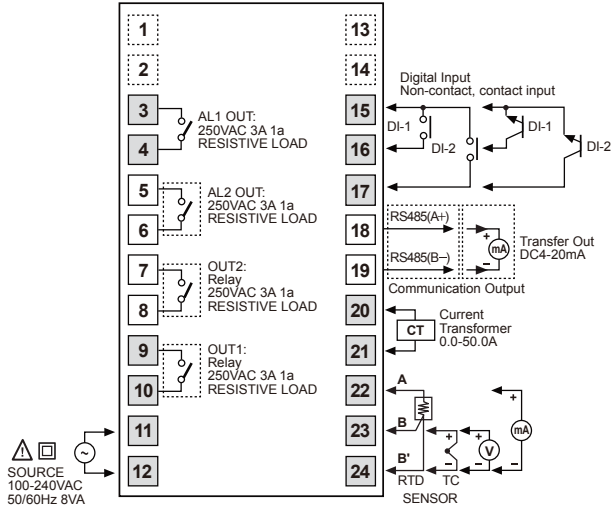 1
2
3
4
5
6
7
8
9
10
11
12
13
14
15
16
17
18
19
20
21
22
23
24
AL1 OUT:
250VAC 3A 1a
RESISTIVE LOAD
AL2 OUT:
250VAC 3A 1a
RESISTIVE LOAD
OUT2:
Relay
250VAC 3A 1a
RESISTIVE LOAD
OUT1:
Relay
250VAC 3A 1a
RESISTIVE LOAD
SOURCE
100-240VAC
50/60Hz 8VA
Digital Input
Non-contact, contact input
DI-1
DI-2
DI-1
DI-2
RS485(A+)
RS485(B−)
+
mA
−
Transfer Out
DC4-20mA
Communication Output
CT
Current
Transformer
0.0-50.0A
A
B
B'
RTD
+
−
TC
+
V
−
+
mA
−
SENSOR